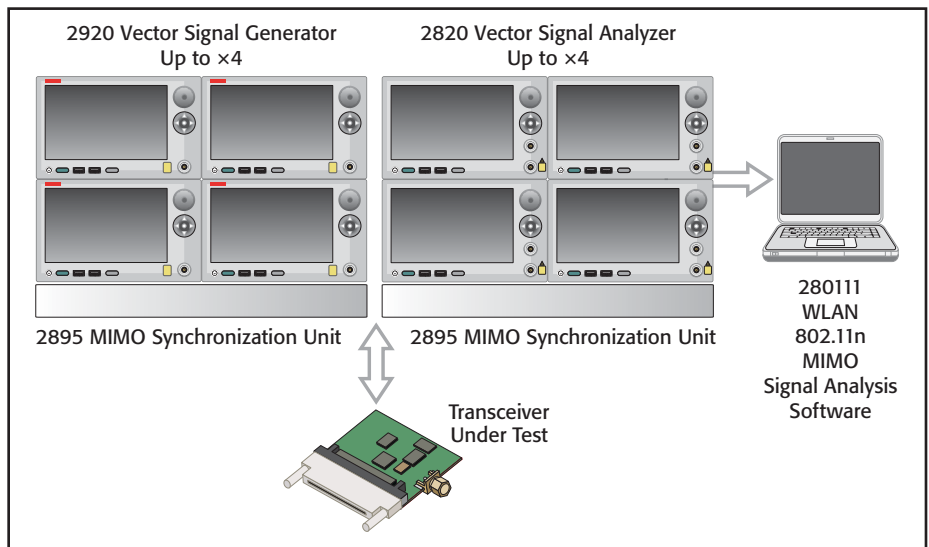 2920 Vector Signal Generator
Up to ×4
2820 Vector Signal Analyzer
Up to ×4
2895 MIMO Synchronization Unit
2895 MIMO Synchronization Unit
280111
WLAN
802.11n
MIMO
Signal Analysis
Software
Transceiver
Under Test